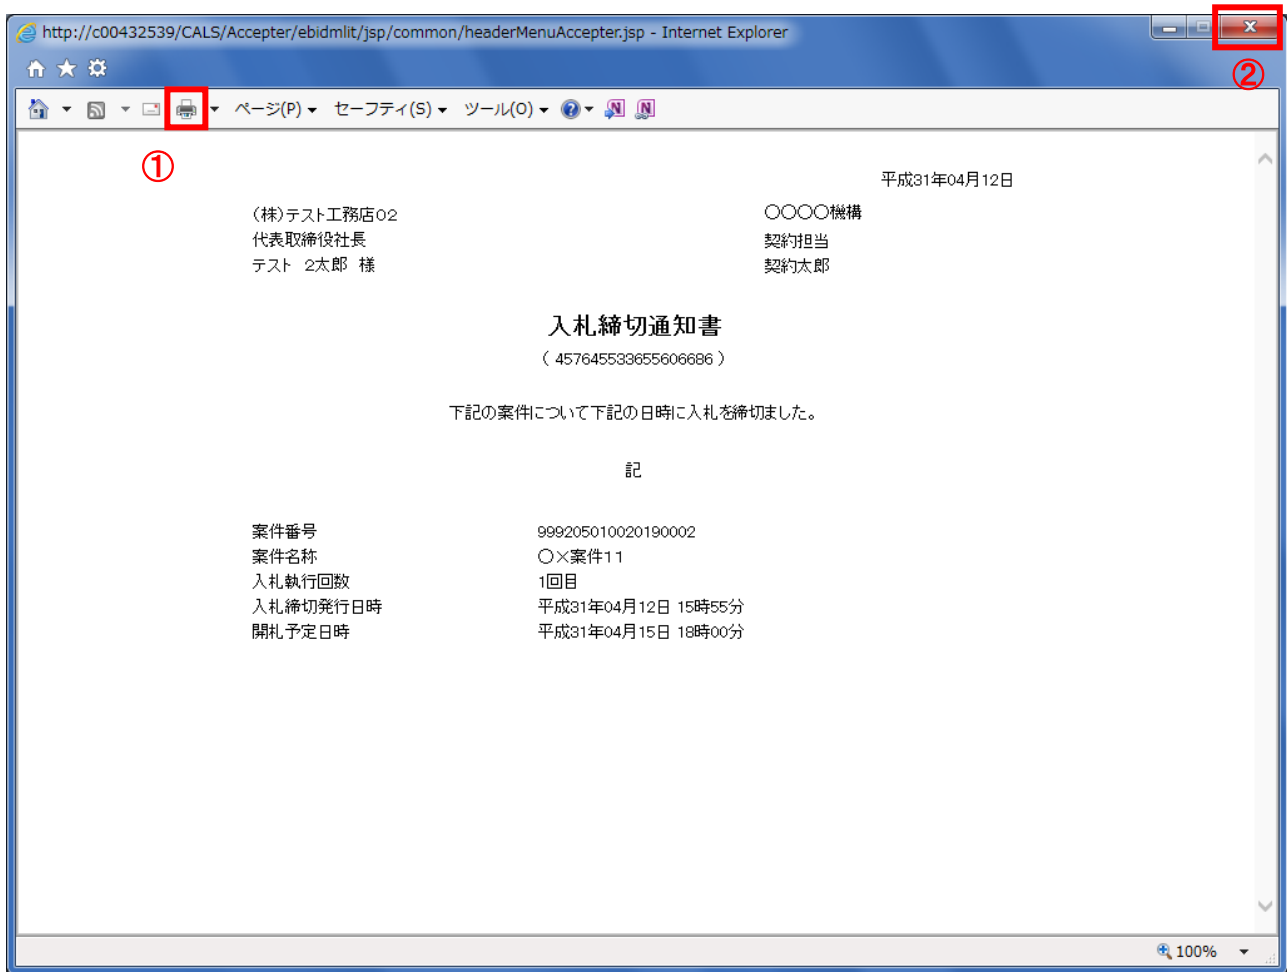 http://c00432539/CALS/Accepter/ebidmlit/jsp/common/headerMenuAccepter.jsp - Internet Explorer
②
ページ(P) セーフティ(S) ツール(O)
①
平成31年04月12日
(株)テスト工務店02 〇〇〇〇機構
代表取締役社長 契約担当
テスト 2太郎 様 契約太郎
入札締切通知書
( 457645533655606686 )
下記の案件について下記の日時に入札を締切ました。
記
案件番号 999205010020190002
案件名称 〇×案件11
入札執行回数 1回目
入札締切発行日時 平成31年04月12日 15時55分
開札予定日時 平成31年04月15日 18時00分
100%